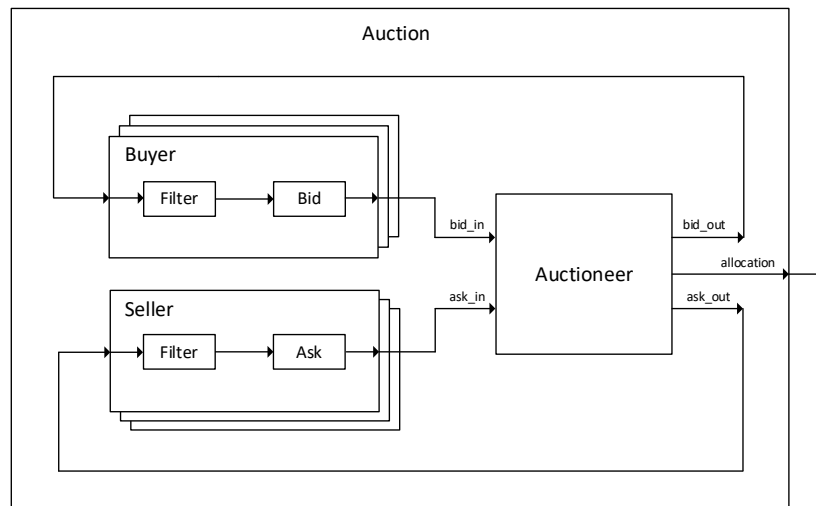 Auction
Buyer
Filter
Bid
bid_in
bid_out
Auctioneer
allocation
Seller
ask_in
ask_out
Filter
Ask